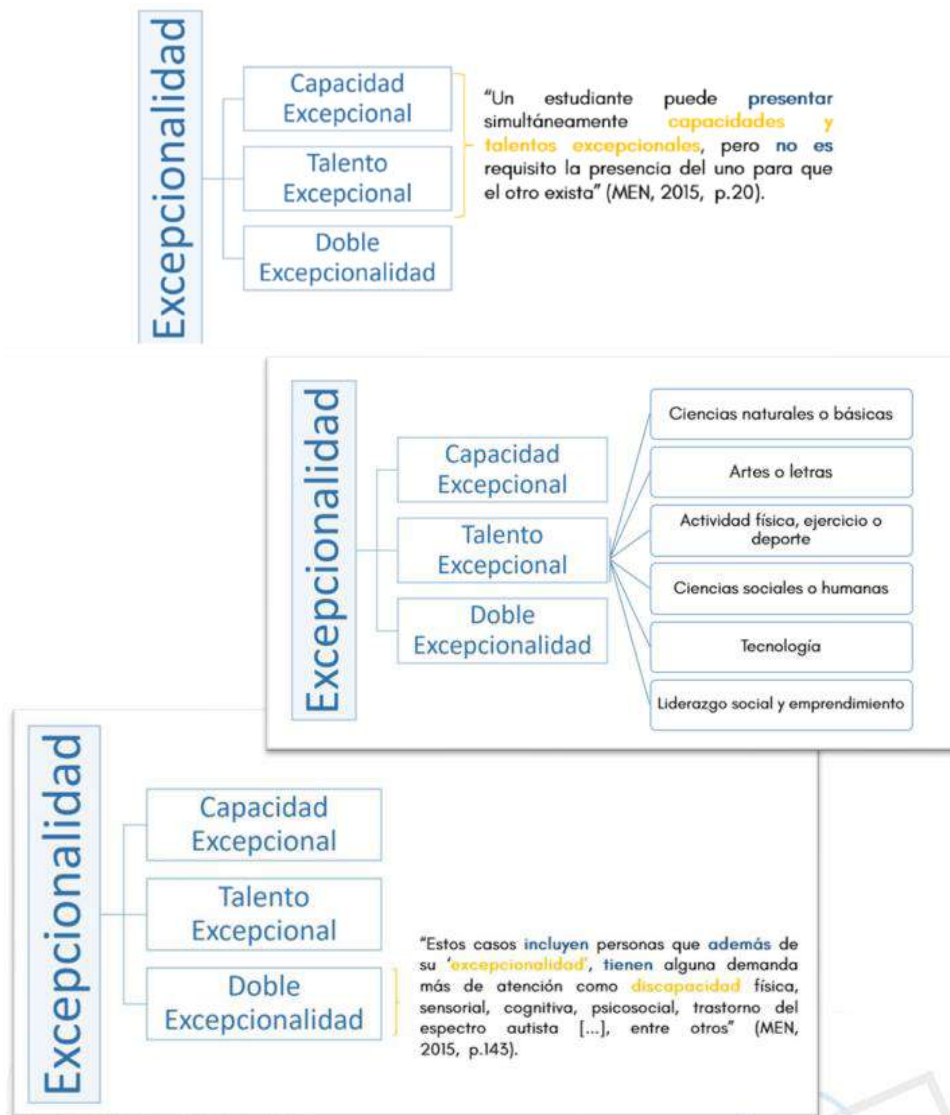 Excepcionalidad
Capacidad
Excepcional
Talento
Excepcional
Doble
Excepcionalidad
“Un estudiante puede presentar
simultáneamente capacidades y
talentos excepcionales, pero no es
requisito la presencia del uno para que
el otro exista” (MEN, 2015, p.20).
Excepcionalidad
Capacidad
Excepcional
Talento
Excepcional
Doble
Excepcionalidad
Ciencias naturales o básicas
Artes o letras
Actividad física, ejercicio o
deporte
Ciencias sociales o humanas
Tecnología
Liderazgo social y emprendimiento
Excepcionalidad
Capacidad
Excepcional
Talento
Excepcional
Doble
Excepcionalidad
“Estos casos incluyen personas que además de
su ‘excepcionalidad’, tienen alguna demanda
más de atención como discapacidad física,
sensorial, cognitiva, psicosocial, trastorno del
espectro autista [...], entre otros” (MEN,
2015, p.143).